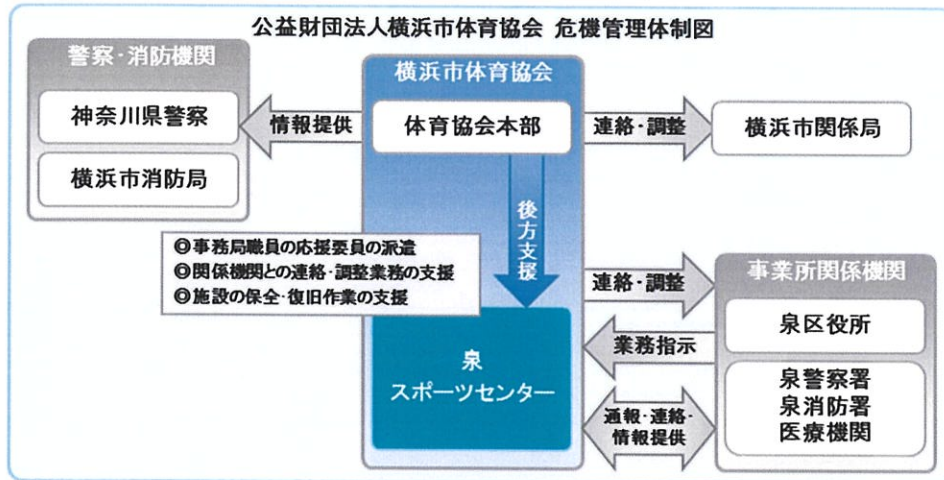 公益財団法人横浜市体育協会 危機管理体制図
警察・消防機関
神奈川県警察
横浜市消防局
情報提供
横浜市体育協会
体育協会本部
連絡・調整
横浜市関係局
後方支援
◎事務局職員の応援要員の派遣
◎関係機関との連絡・調整業務の支援
◎施設の保全・復旧作業の支援
泉
スポーツセンター
連絡・調整
業務指示
通報・連絡・
情報提供
事業所関係機関
泉区役所
泉警察署
泉消防署
医療機関